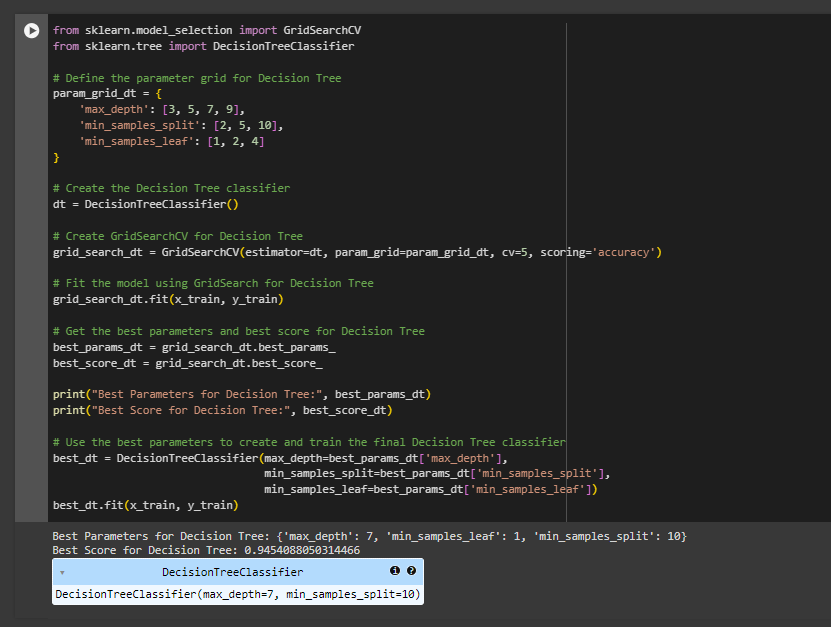 from sklearn.model_selection import GridSearchCV
from sklearn.tree import DecisionTreeClassifier
# Define the parameter grid for Decision Tree
param_grid_dt = {
    'max_depth': [3, 5, 7, 9],
    'min_samples_split': [2, 5, 10],
    'min_samples_leaf': [1, 2, 4]
}
# Create the Decision Tree classifier
dt = DecisionTreeClassifier()
# Create GridSearchCV for Decision Tree
grid_search_dt = GridSearchCV(estimator=dt, param_grid=param_grid_dt, cv=5, scoring='accuracy')
# Fit the model using GridSearch for Decision Tree
grid_search_dt.fit(x_train, y_train)
# Get the best parameters and best score for Decision Tree
best_params_dt = grid_search_dt.best_params_
best_score_dt = grid_search_dt.best_score_
print("Best Parameters for Decision Tree:", best_params_dt)
print("Best Score for Decision Tree:", best_score_dt)
# Use the best parameters to create and train the final Decision Tree classifier
best_dt = DecisionTreeClassifier(max_depth=best_params_dt['max_depth'],
                                 min_samples_split=best_params_dt['min_samples_split'],
                                 min_samples_leaf=best_params_dt['min_samples_leaf'])
best_dt.fit(x_train, y_train)
Best Parameters for Decision Tree: {'max_depth': 7, 'min_samples_leaf': 1, 'min_samples_split': 10}
Best Score for Decision Tree: 0.9454088050314466
DecisionTreeClassifier i ?
DecisionTreeClassifier(max_depth=7, min_samples_split=10)